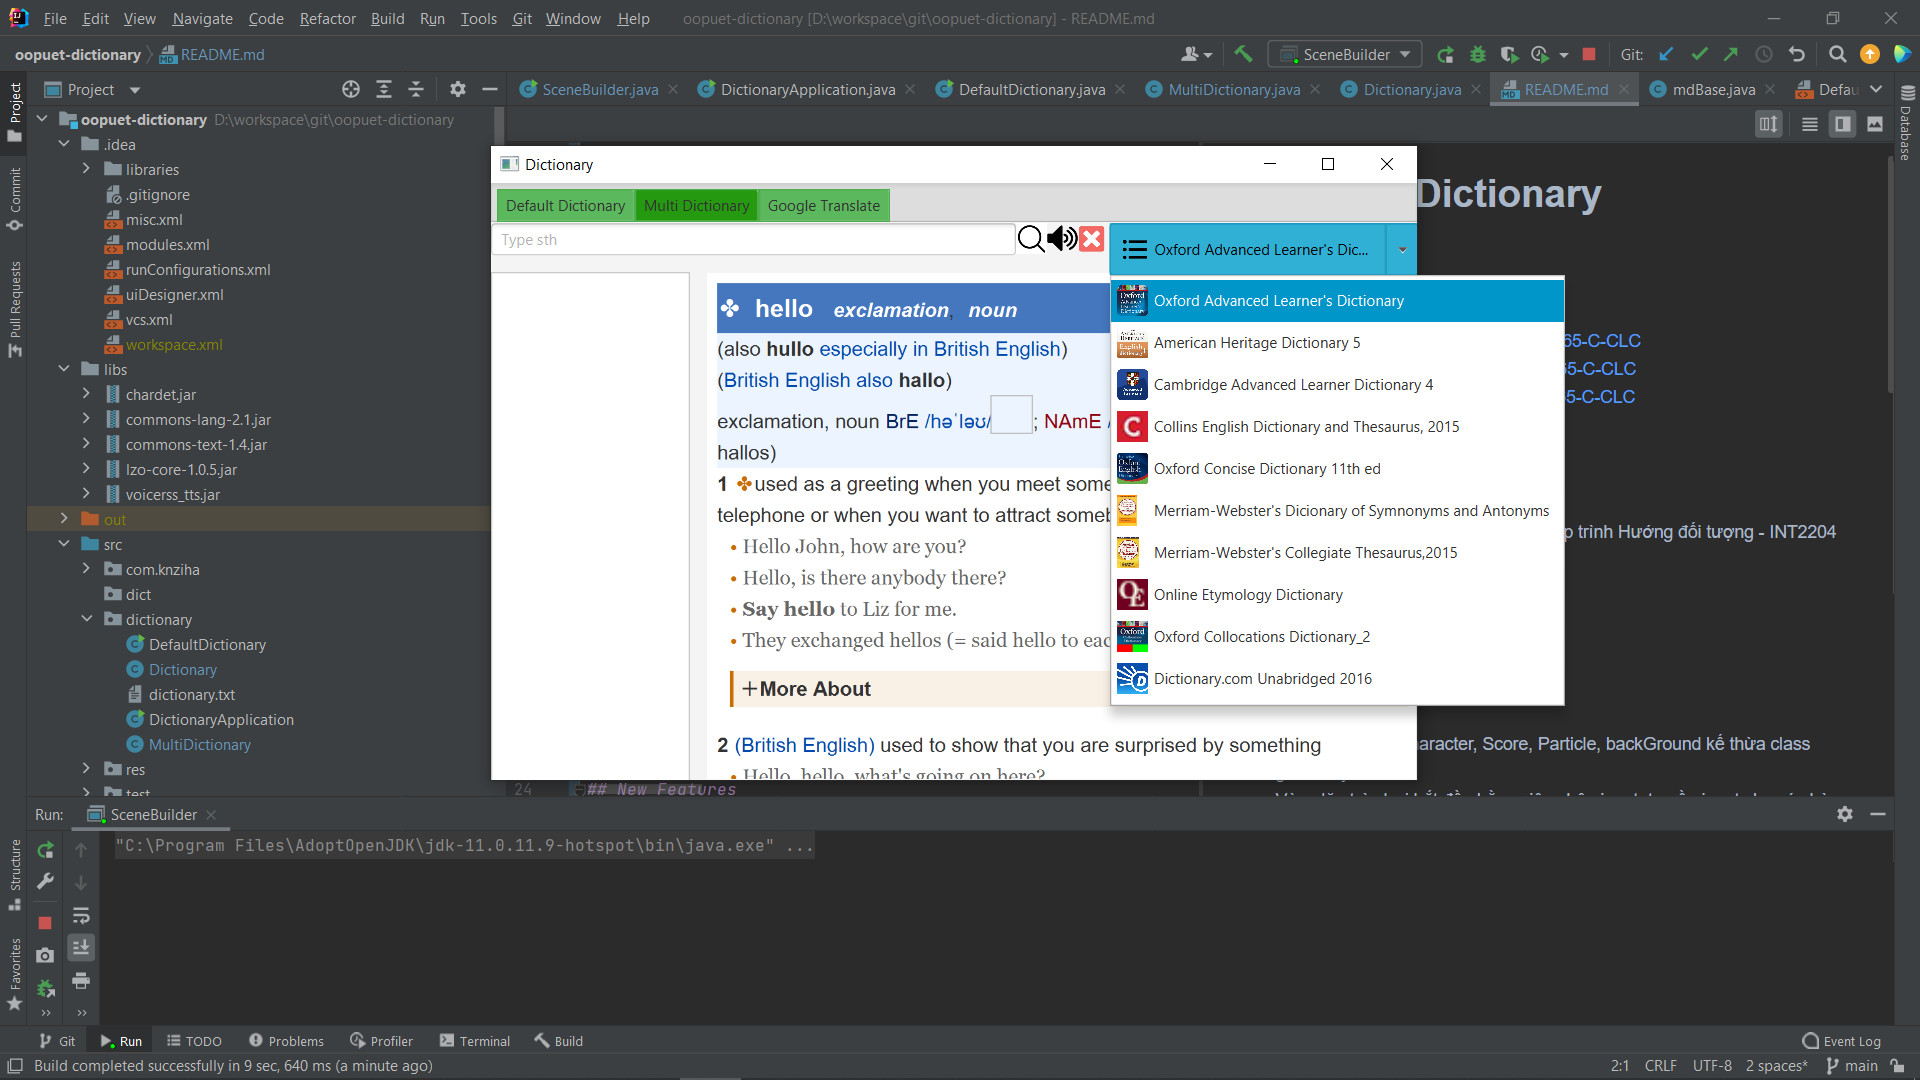 File Edit View Navigate Code Refactor Build Run Tools Git Window Help oopuet-dictionary [D:\workspace\git\oopuet-dictionary] - README.md
oopuet-dictionary README.md SceneBuilder Git:
Project SceneBuilder.java DictionaryApplication.java DefaultDictionary.java MultiDictionary.java Dictionary.java README.md mdBase.java Defau
Project
Commit
Pull Requests
Structure
Favorites
Database
oopuet-dictionary D:\workspace\git\oopuet-dictionary
.idea
libraries
.gitignore
misc.xml
modules.xml
runConfigurations.xml
uiDesigner.xml
vcs.xml
workspace.xml
libs
chardet.jar
commons-lang-2.1.jar
commons-text-1.4.jar
lzo-core-1.0.5.jar
voicerss_tts.jar
out
src
com.knziha
dict
dictionary
DefaultDictionary
Dictionary
dictionary.txt
DictionaryApplication
MultiDictionary
res
test
Dictionary
Default Dictionary Multi Dictionary Google Translate
Type sth
Oxford Advanced Learner's Dic...
hello exclamation, noun
(also hullo especially in British English)
(British English also hallo)
exclamation, noun BrE /həˈləʊ/ ; NAmE /
hallos)
1 used as a greeting when you meet some
telephone or when you want to attract someb
• Hello John, how are you?
• Hello, is there anybody there?
• Say hello to Liz for me.
• They exchanged hellos (= said hello to eac
+More About
2 (British English) used to show that you are surprised by something
• Hello, hello, what's going on here?
Oxford Advanced Learner's Dictionary
American Heritage Dictionary 5
Cambridge Advanced Learner Dictionary 4
Collins English Dictionary and Thesaurus, 2015
Oxford Concise Dictionary 11th ed
Merriam-Webster's Dicionary of Symnonyms and Antonyms
Merriam-Webster's Collegiate Thesaurus,2015
Online Etymology Dictionary
Oxford Collocations Dictionary_2
Dictionary.com Unabridged 2016
Dictionary
65-C-CLC
5-C-CLC
5-C-CLC
p trình Hướng đối tượng - INT2204
aracter, Score, Particle, backGround kế thừa class
24 ## New Features
Run: SceneBuilder
"C:\Program Files\AdoptOpenJDK\jdk-11.0.11.9-hotspot\bin\java.exe" ...
Git Run TODO Problems Profiler Terminal Build Event Log
Build completed successfully in 9 sec, 640 ms (a minute ago) 2:1 CRLF UTF-8 2 spaces* main